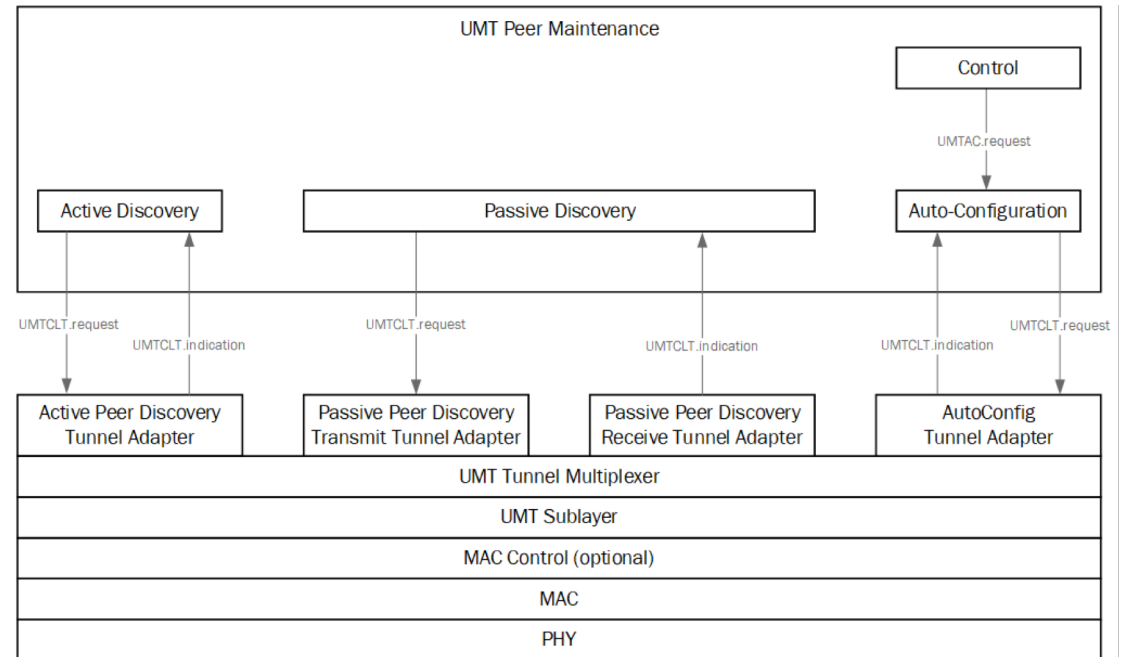 UMT Peer Maintenance
Control
UMTAC.request
Active Discovery
Passive Discovery
Auto-Configuration
UMTCLT.request
UMTCLT.indication
UMTCLT.request
UMTCLT.indication
UMTCLT.indication
UMTCLT.request
Active Peer Discovery
Tunnel Adapter
Passive Peer Discovery
Transmit Tunnel Adapter
Passive Peer Discovery
Receive Tunnel Adapter
AutoConfig
Tunnel Adapter
UMT Tunnel Multiplexer
UMT Sublayer
MAC Control (optional)
MAC
PHY